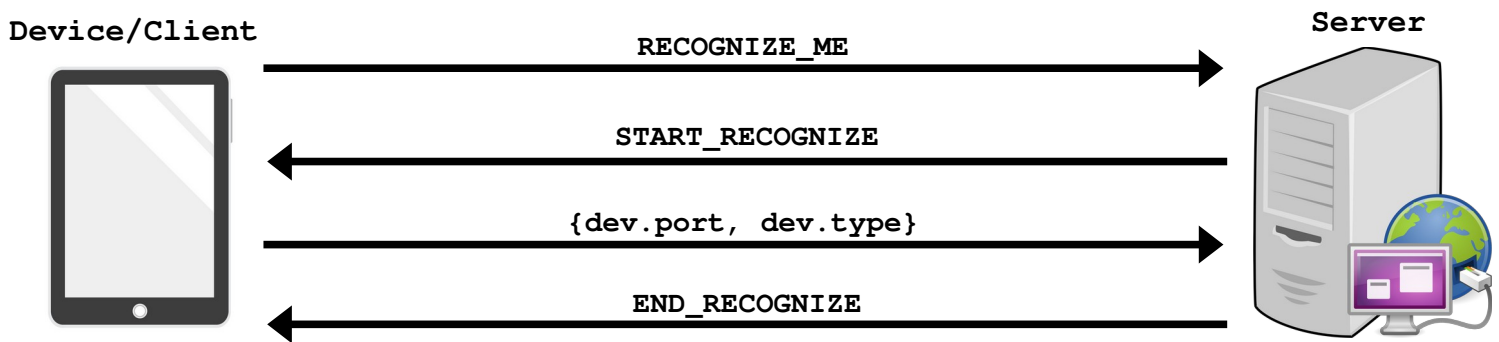 Device/Client
Server
RECOGNIZE_ME
START_RECOGNIZE
{dev.port, dev.type}
END_RECOGNIZE